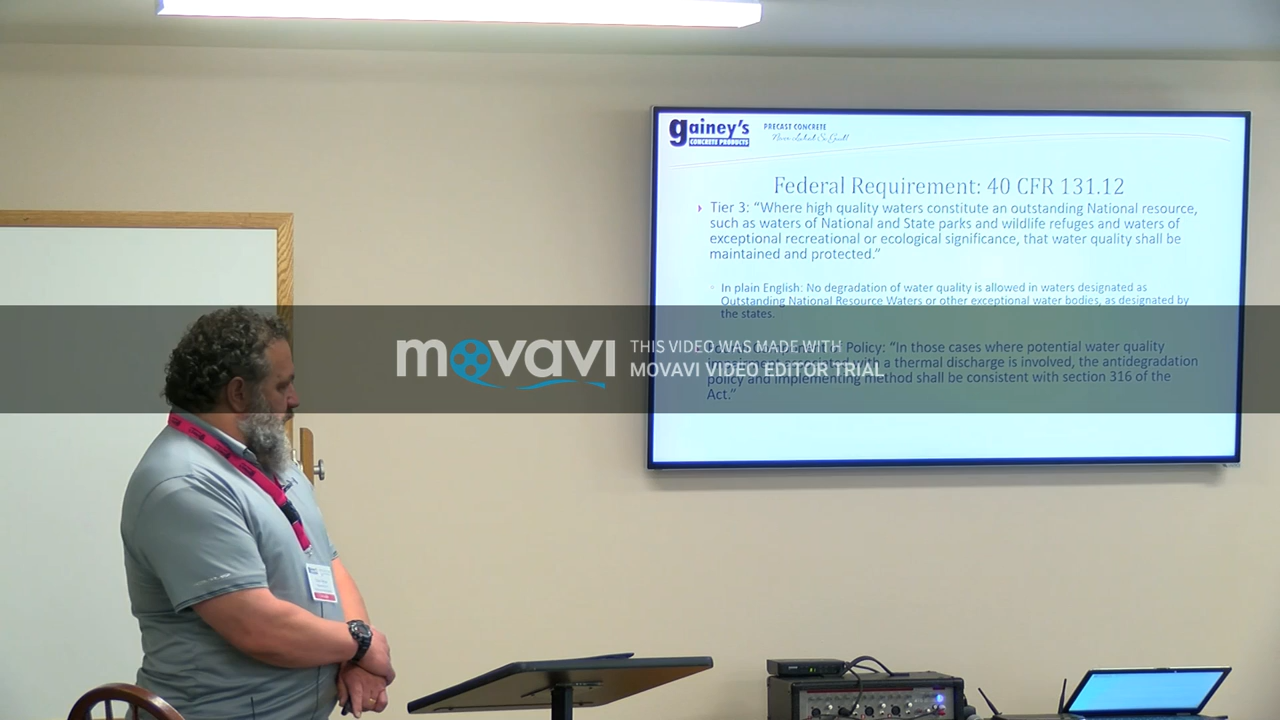 gainey's
CONCRETE PRODUCTS
PRECAST CONCRETE
Federal Requirement: 40 CFR 131.12
Tier 3: “Where high quality waters constitute an outstanding National resource,
such as waters of National and State parks and wildlife refuges and waters of
exceptional recreational or ecological significance, that water quality shall be
maintained and protected.”
In plain English: No degradation of water quality is allowed in waters designated as
Outstanding National Resource Waters or other exceptional water bodies, as designated by
the states.
Policy: “In those cases where potential water quality
with a thermal discharge is involved, the antidegradation
policy and implementing method shall be consistent with section 316 of the
Act.”
movavi
THIS VIDEO WAS MADE WITH
MOVAVI VIDEO EDITOR TRIAL